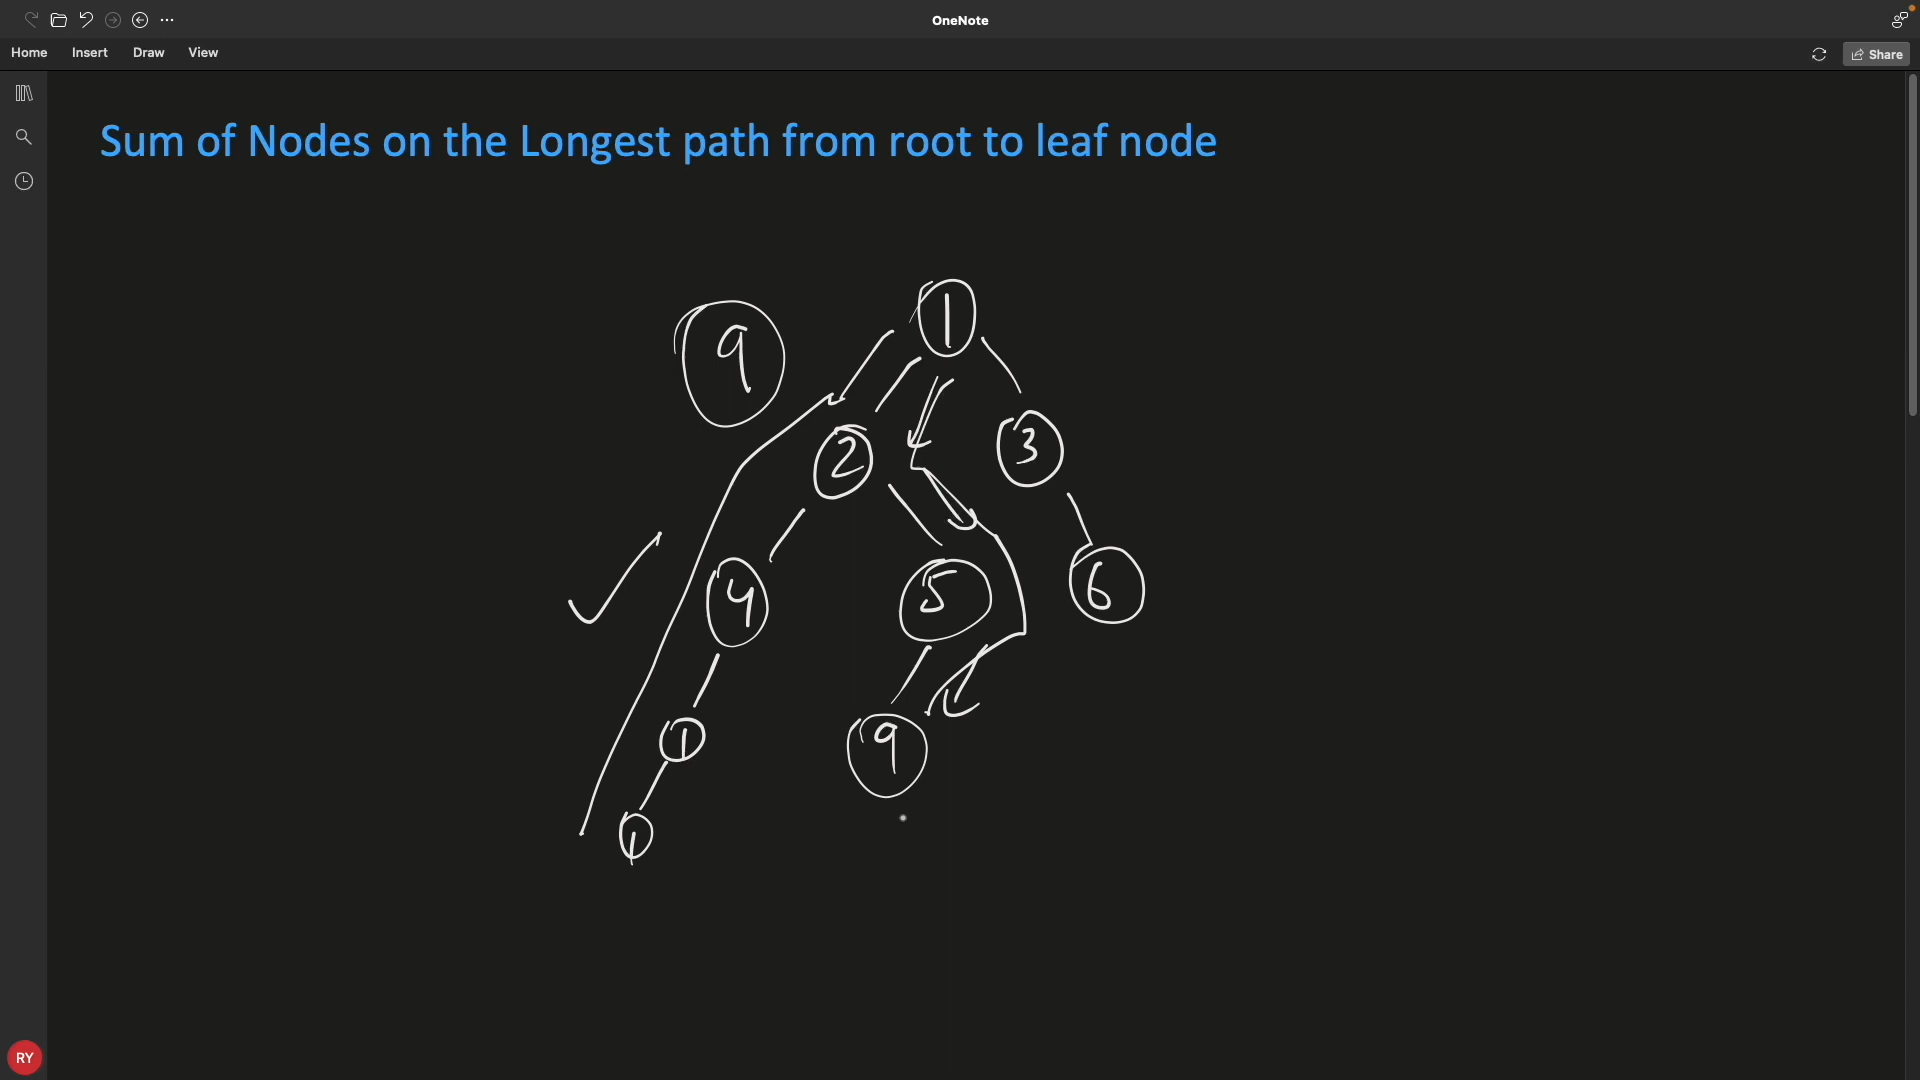 OneNote
Home Insert Draw View
Share
Sum of Nodes on the Longest path from root to leaf node
1
9
2 3
4 5 6
1 9
1
RY